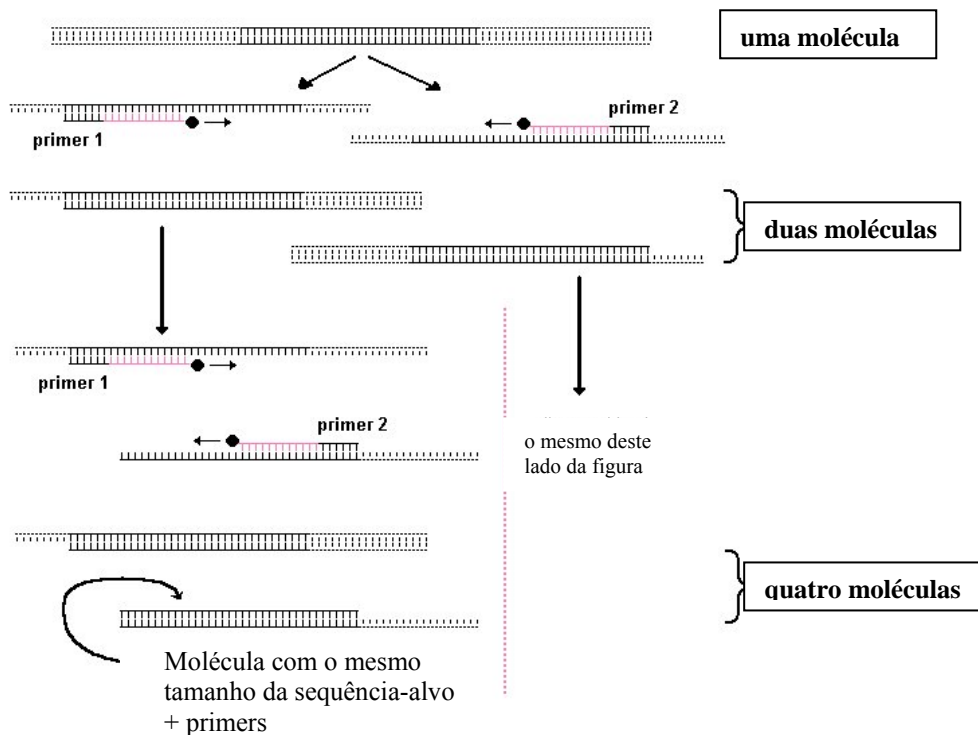 uma molécula
primer 1
primer 2
duas moléculas
primer 1
primer 2
o mesmo deste
lado da figura
quatro moléculas
Molécula com o mesmo
tamanho da sequência-alvo
+ primers